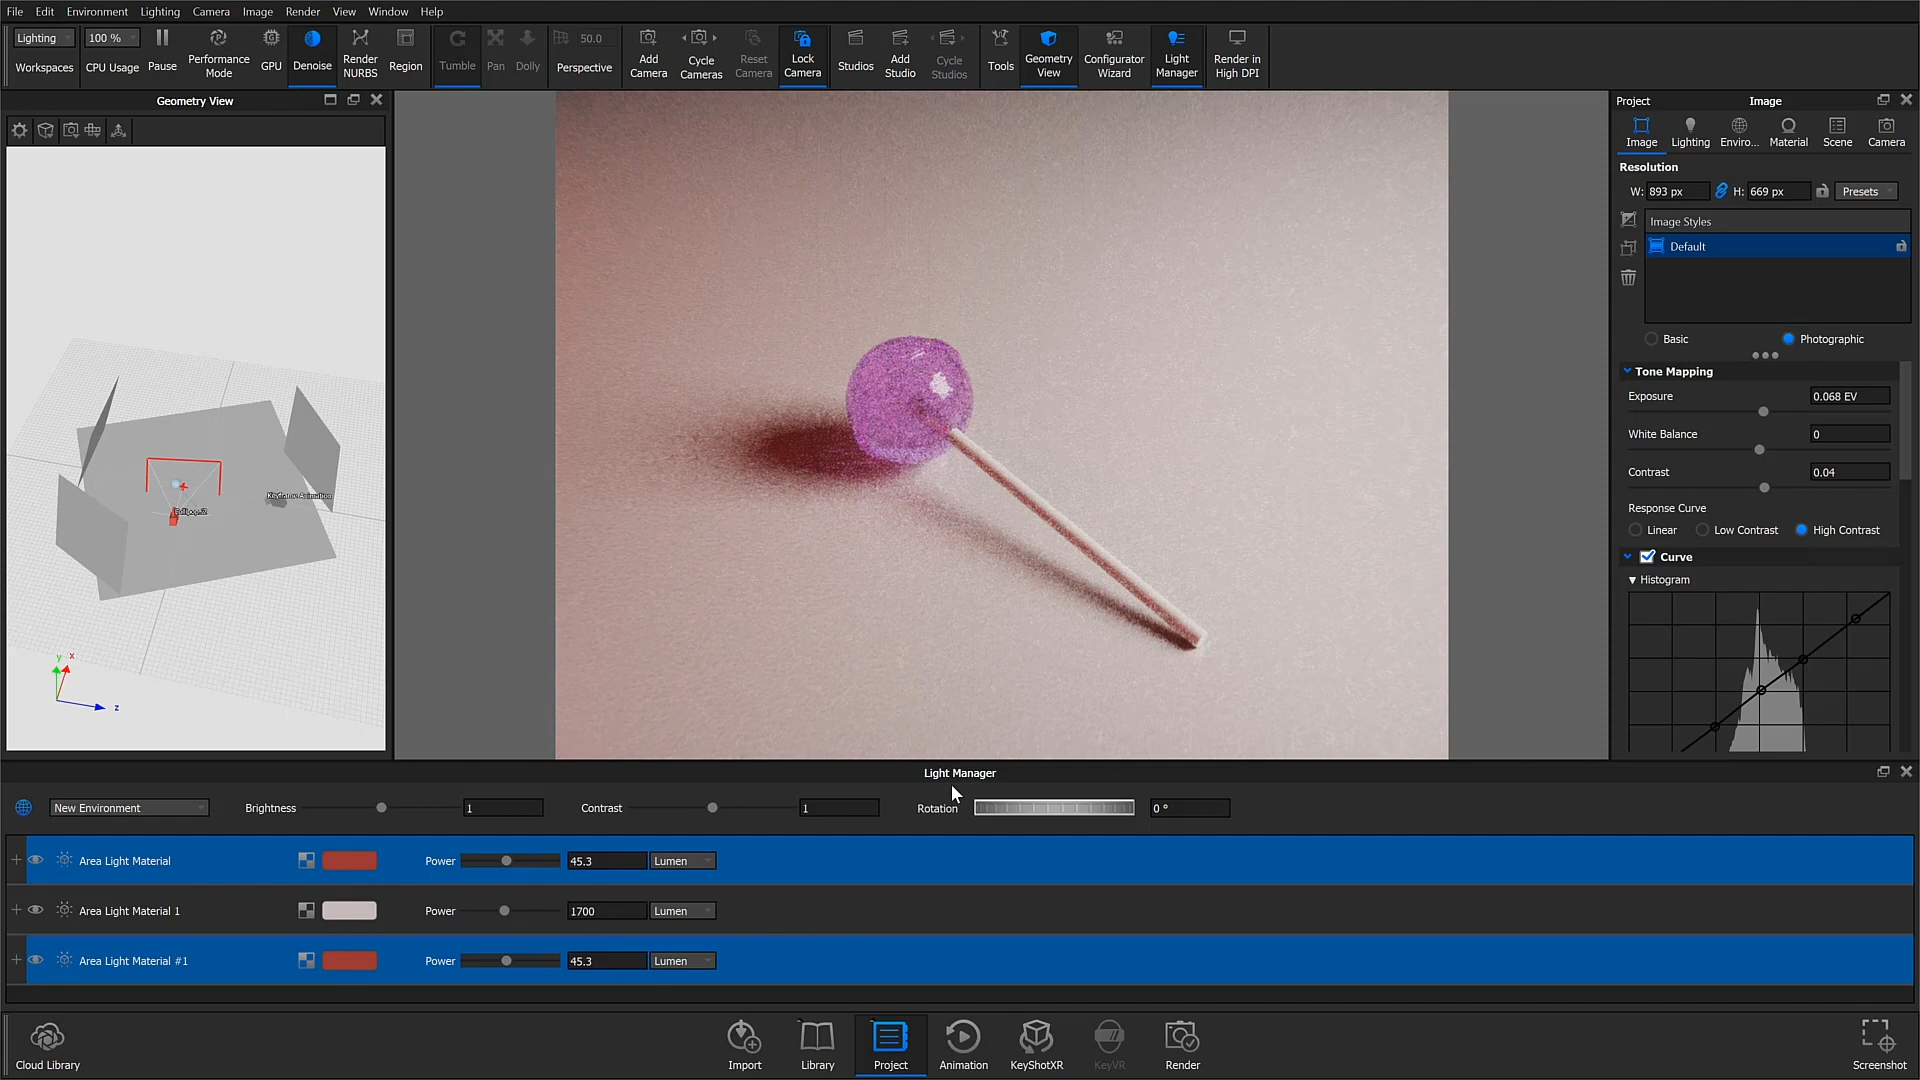 File Edit Environment Lighting Camera Image Render View Window Help
Lighting 100 % 50.0
Workspaces CPU Usage Pause Performance Mode GPU Denoise Render NURBS Region Tumble Pan Dolly Perspective Add Camera Cycle Cameras Reset Camera Lock Camera Studios Add Studio Cycle Studios Tools Geometry View Configurator Wizard Light Manager Render in High DPI
Geometry View
Project Image
Image Lighting Enviro... Material Scene Camera
Resolution
W: 893 px H: 669 px Presets
Image Styles
Default
Basic Photographic
Tone Mapping
Exposure 0.068 EV
White Balance 0
Contrast 0.04
Response Curve
Linear Low Contrast High Contrast
Curve
Histogram
Keyframe Animation
y x
z
Light Manager
New Environment Brightness 1 Contrast 1 Rotation 0 °
Area Light Material Power 45.3 Lumen
Area Light Material 1 Power 1700 Lumen
Area Light Material #1 Power 45.3 Lumen
Cloud Library Import Library Project Animation KeyShotXR KeyVR Render Screenshot